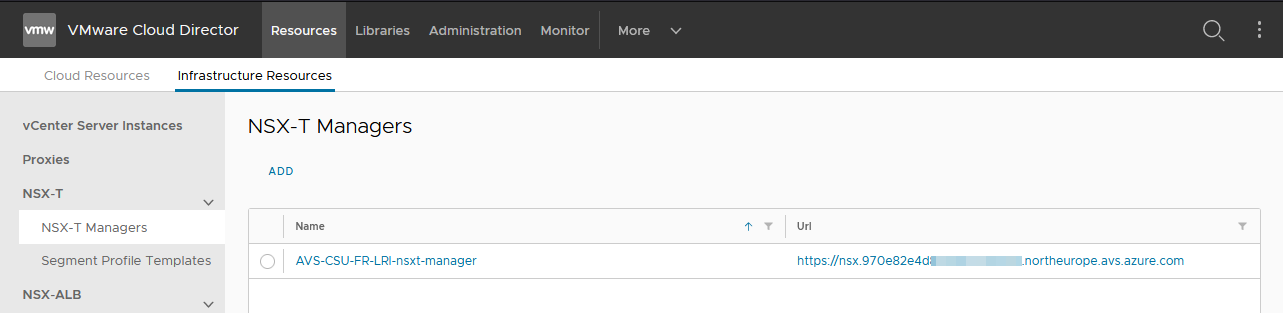 vmw VMware Cloud Director Resources Libraries Administration Monitor More
Cloud Resources Infrastructure Resources
vCenter Server Instances
Proxies
NSX-T
NSX-T Managers
Segment Profile Templates
NSX-ALB
NSX-T Managers
ADD
Name Url
AVS-CSU-FR-LRI-nsxt-manager https://nsx.970e82e4d .northeurope.avs.azure.com